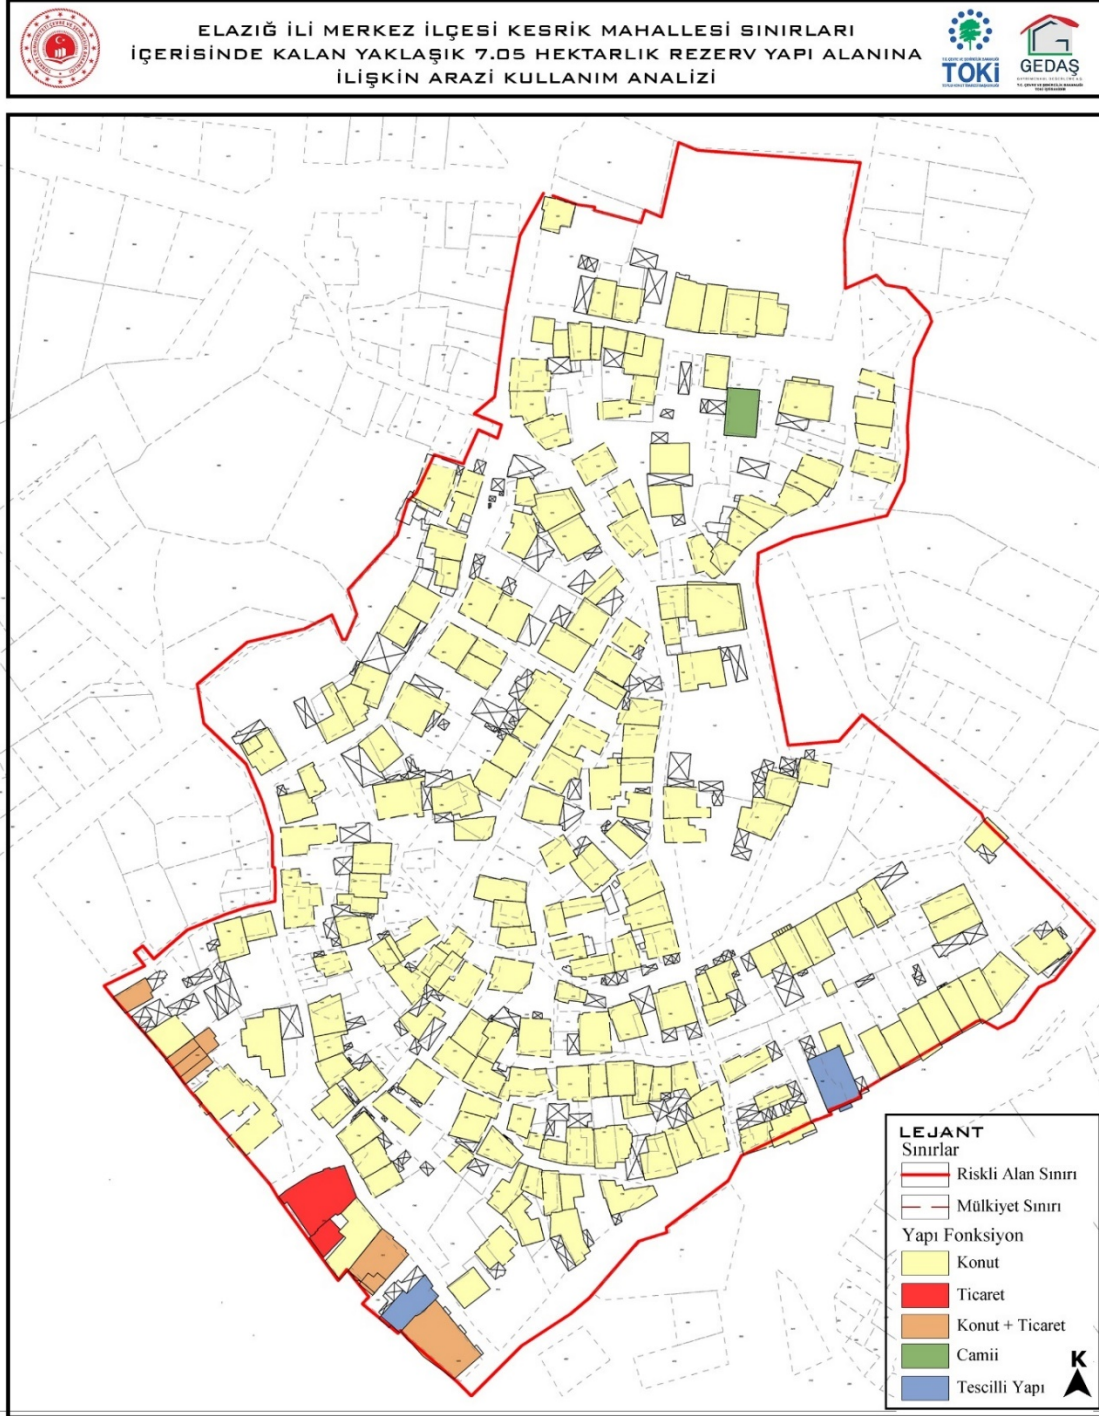 ELAZIĞ İLİ MERKEZ İLÇESİ KESRİK MAHALLESİ SINIRLARI
İÇERİSİNDE KALAN YAKLAŞIK 7.05 HEKTARLIK REZERV YAPI ALANINA
İLİŞKİN ARAZİ KULLANIM ANALİZİ
TOKİ
GEDAŞ
LEJANT
Sınırlar
Riskli Alan Sınırı
Mülkiyet Sınırı
Yapı Fonksiyon
Konut
Ticaret
Konut + Ticaret
Camii
Tescilli Yapı
K